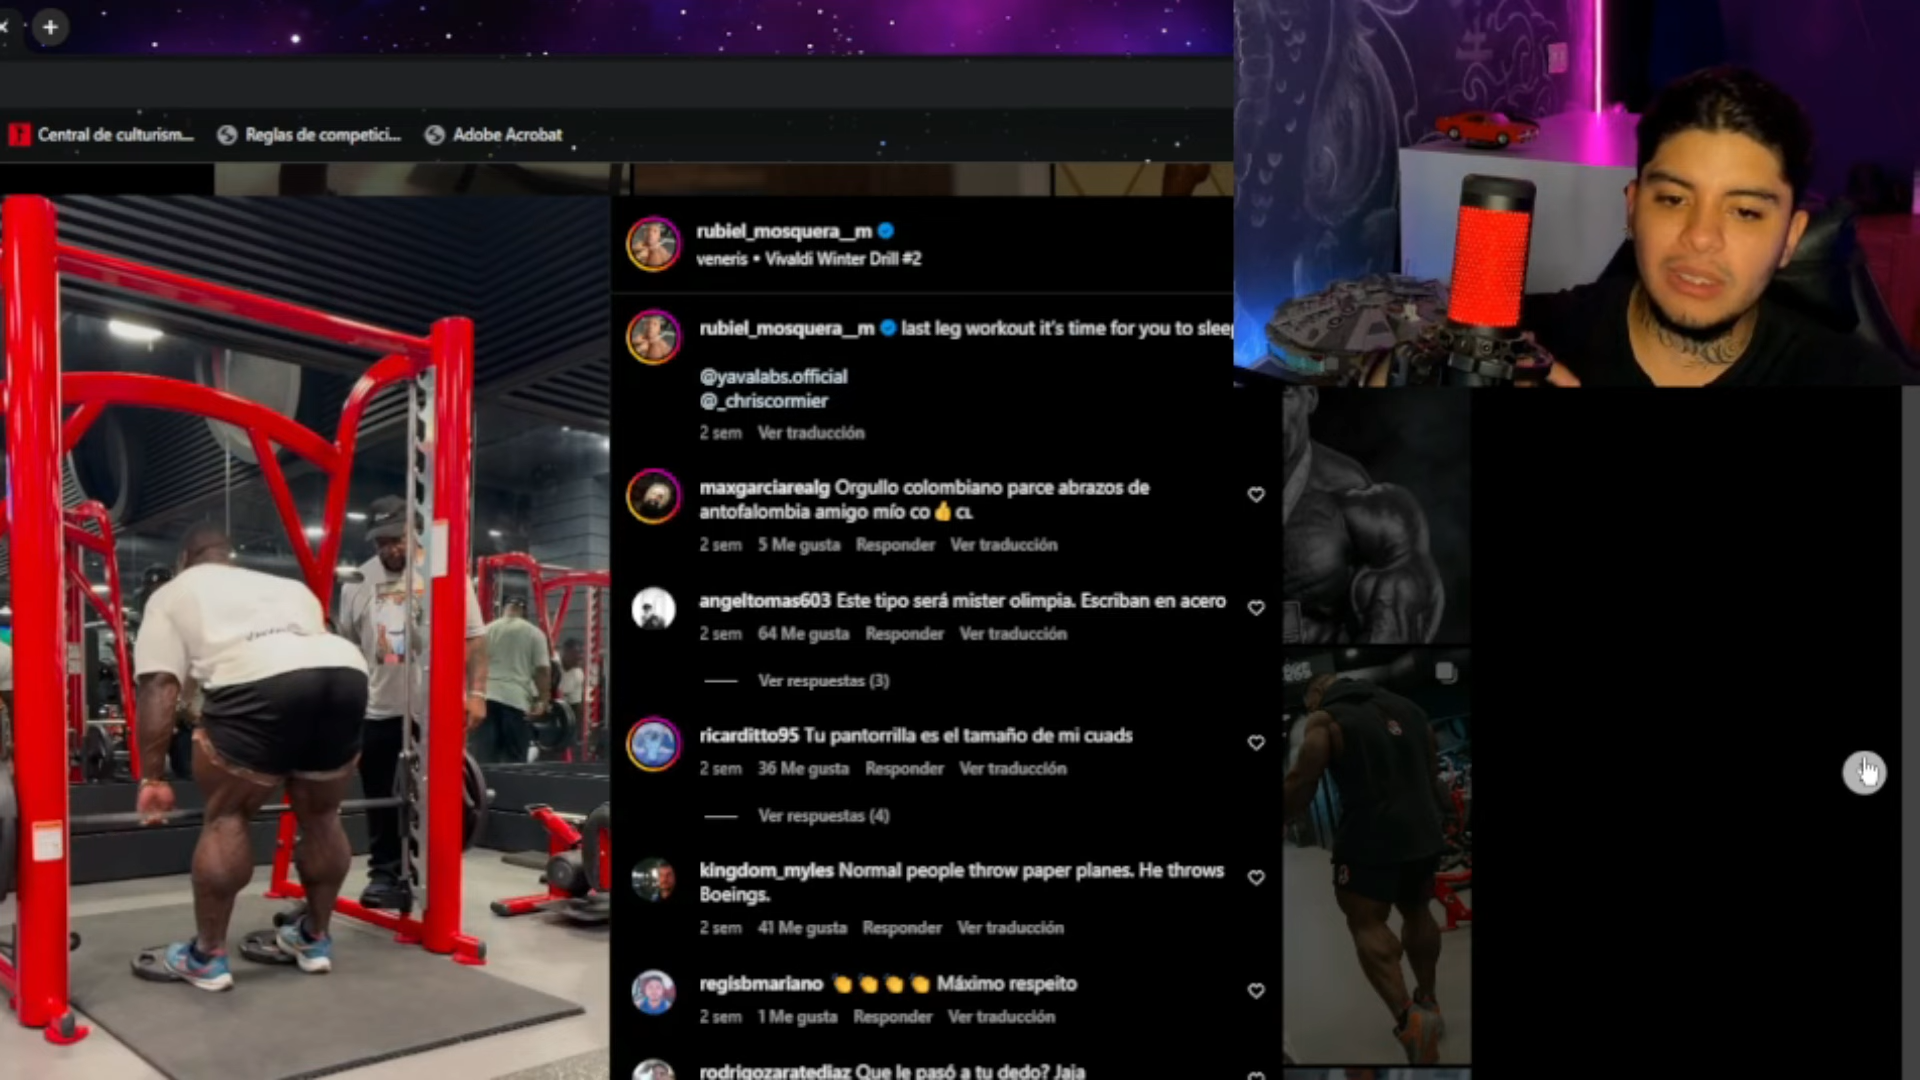 Central de culturism...
Reglas de competici...
Adobe Acrobat
rubiel_mosquera__m
veneris • Vivaldi Winter Drill #2
rubiel_mosquera__m last leg workout it's time for you to sleep
@yavalabs.official
@_chriscormier
2 sem Ver traducción
maxgarciarealg Orgullo colombiano parce abrazos de
antofalombia amigo mío co👍 CL
2 sem 5 Me gusta Responder Ver traducción
angeltomas603 Este tipo será mister olimpia. Escriban en acero
2 sem 64 Me gusta Responder Ver traducción
Ver respuestas (3)
ricarditto95 Tu pantorrilla es el tamaño de mi cuads
2 sem 36 Me gusta Responder Ver traducción
Ver respuestas (4)
kingdom_myles Normal people throw paper planes. He throws
Boeings.
2 sem 41 Me gusta Responder Ver traducción
regisbmariano 👏👏👏👏 Máximo respeito
2 sem 1 Me gusta Responder Ver traducción
rodrigozaratediaz Que le pasó a tu dedo? Jaja